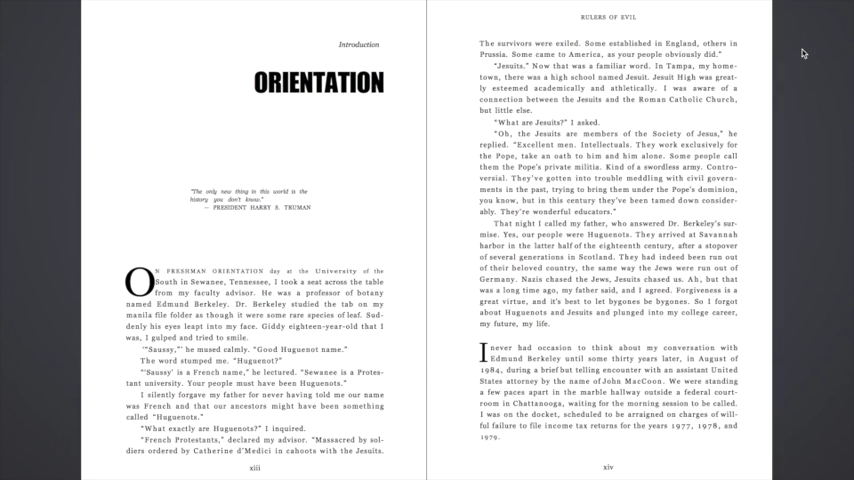 Introduction
ORIENTATION
"The only new thing in this world is the
history you don't know."
— PRESIDENT HARRY S. TRUMAN
ON FRESHMAN ORIENTATION day at the University of the
South in Sewanee, Tennessee, I took a seat across the table
from my faculty advisor. He was a professor of botany
named Edmund Berkeley. Dr. Berkeley studied the tab on my
manila file folder as though it were some rare species of leaf. Sud-
denly his eyes leapt into my face. Giddy eighteen-year-old that I
was, I gulped and tried to smile.
"'Saussy,'" he mused calmly. "Good Huguenot name."
The word stumped me. "Huguenot?"
"'Saussy' is a French name," he lectured. "Sewanee is a Protes-
tant university. Your people must have been Huguenots."
I silently forgave my father for never having told me our name
was French and that our ancestors might have been something
called "Huguenots."
"What exactly are Huguenots?" I inquired.
"French Protestants," declared my advisor. "Massacred by sol-
diers ordered by Catherine d'Medici in cahoots with the Jesuits.
xiii
RULERS OF EVIL
The survivors were exiled. Some established in England, others in
Prussia. Some came to America, as your people obviously did."
"Jesuits." Now that was a familiar word. In Tampa, my home-
town, there was a high school named Jesuit. Jesuit High was great-
ly esteemed academically and athletically. I was aware of a
connection between the Jesuits and the Roman Catholic Church,
but little else.
"What are Jesuits?" I asked.
"Oh, the Jesuits are members of the Society of Jesus," he
replied. "Excellent men. Intellectuals. They work exclusively for
the Pope, take an oath to him and him alone. Some people call
them the Pope's private militia. Kind of a swordless army. Contro-
versial. They've gotten into trouble meddling with civil govern-
ments in the past, trying to bring them under the Pope's dominion,
you know, but in this century they've been tamed down consider-
ably. They're wonderful educators."
That night I called my father, who answered Dr. Berkeley's sur-
mise. Yes, our people were Huguenots. They arrived at Savannah
harbor in the latter half of the eighteenth century, after a stopover
of several generations in Scotland. They had indeed been run out
of their beloved country, the same way the Jews were run out of
Germany. Nazis chased the Jews, Jesuits chased us. Ah, but that
was a long time ago, my father said, and I agreed. Forgiveness is a
great virtue, and it's best to let bygones be bygones. So I forgot
about Huguenots and Jesuits and plunged into my college career,
my future, my life.
I never had occasion to think about my conversation with
Edmund Berkeley until some thirty years later, in August of
1984, during a brief but telling encounter with an assistant United
States attorney by the name of John MacCoon. We were standing
a few paces apart in the marble hallway outside a federal court-
room in Chattanooga, waiting for the morning session to be called.
I was on the docket, scheduled to be arraigned on charges of will-
ful failure to file income tax returns for the years 1977, 1978, and
1979.
xiv